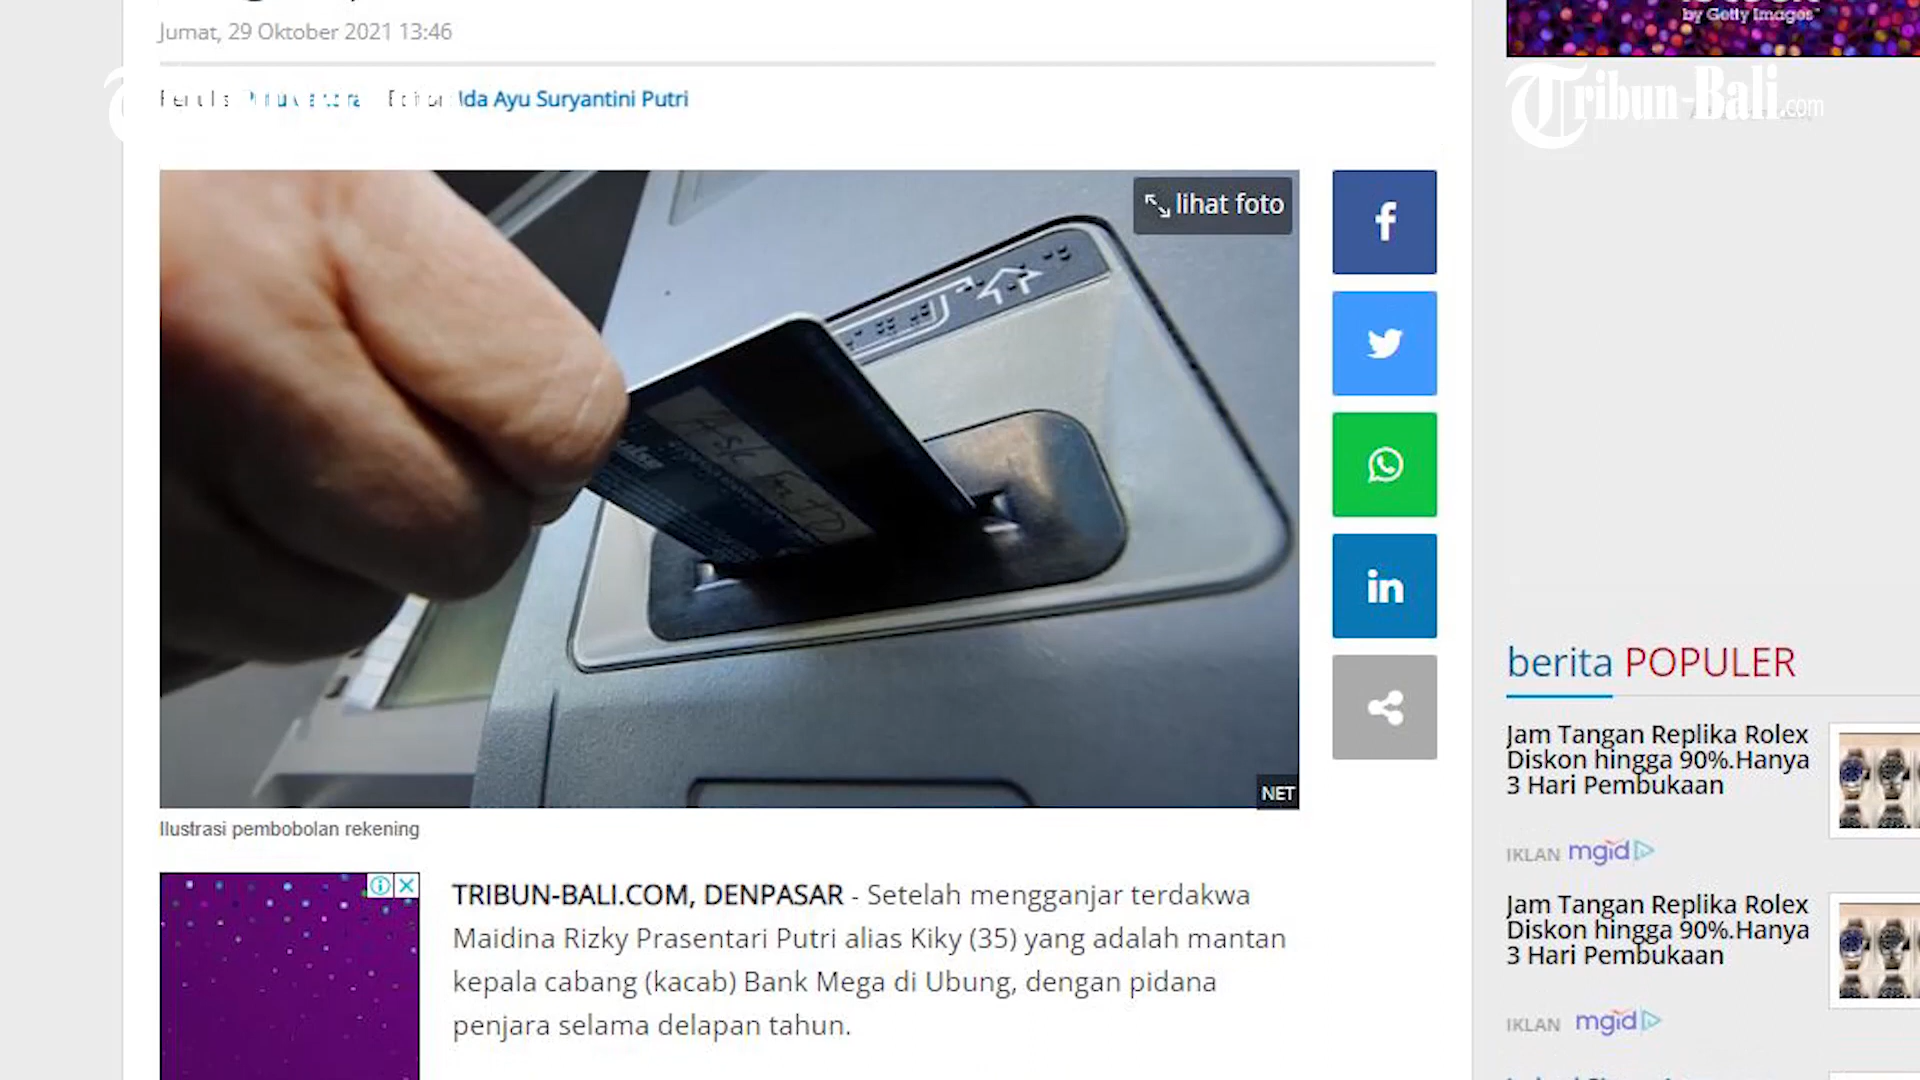 by Getty Images
Jumat, 29 Oktober 2021 13:46
Ida Ayu Suryantini Putri
Tribun-Bali.com
lihat foto
Ask For ID
NET
Ilustrasi pembobolan rekening
TRIBUN-BALI.COM, DENPASAR - Setelah mengganjar terdakwa
Maidina Rizky Prasentari Putri alias Kiky (35) yang adalah mantan
kepala cabang (kacab) Bank Mega di Ubung, dengan pidana
penjara selama delapan tahun.
berita POPULER
Jam Tangan Replika Rolex
Diskon hingga 90%.Hanya
3 Hari Pembukaan
IKLAN mgid
Jam Tangan Replika Rolex
Diskon hingga 90%.Hanya
3 Hari Pembukaan
IKLAN mgid